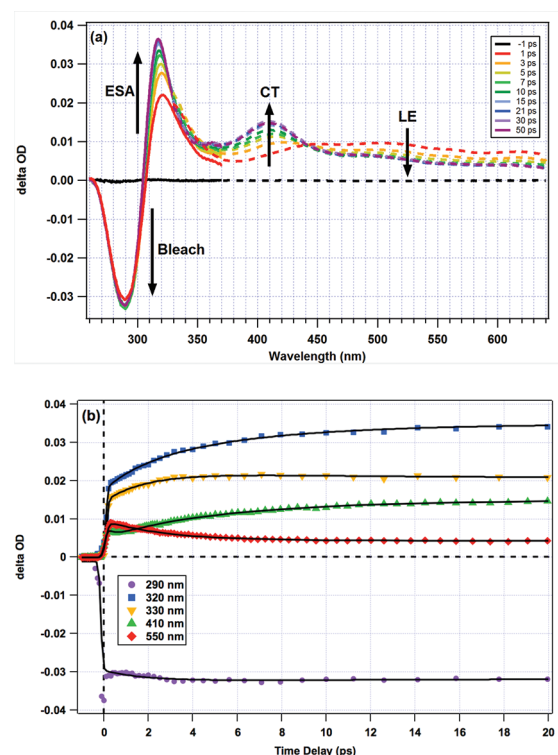 (a)
delta OD
0.04
0.03
0.02
0.01
0.00
-0.01
-0.02
-0.03
ESA
CT
LE
Bleach
-1 ps
1 ps
3 ps
5 ps
7 ps
10 ps
15 ps
21 ps
30 ps
50 ps
300
350
400
450
500
550
600
Wavelength (nm)
(b)
delta OD
0.04
0.03
0.02
0.01
0
-0.01
-0.02
-0.03
-0.04
290 nm
320 nm
330 nm
410 nm
550 nm
0 2 4 6 8 10 12 14 16 18 20
Time Delay (ps)